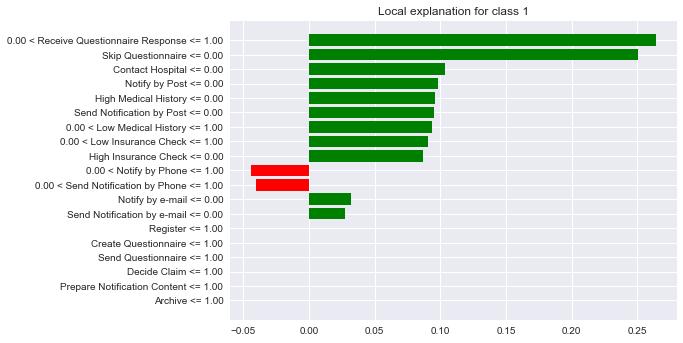 Local explanation for class 1
0.00 < Receive Questionnaire Response <= 1.00
Skip Questionnaire <= 0.00
Contact Hospital <= 0.00
Notify by Post <= 0.00
High Medical History <= 0.00
Send Notification by Post <= 0.00
0.00 < Low Medical History <= 1.00
0.00 < Low Insurance Check <= 1.00
High Insurance Check <= 0.00
0.00 < Notify by Phone <= 1.00
0.00 < Send Notification by Phone <= 1.00
Notify by e-mail <= 0.00
Send Notification by e-mail <= 0.00
Register <= 1.00
Create Questionnaire <= 1.00
Send Questionnaire <= 1.00
Decide Claim <= 1.00
Prepare Notification Content <= 1.00
Archive <= 1.00
−0.05 0.00 0.05 0.10 0.15 0.20 0.25